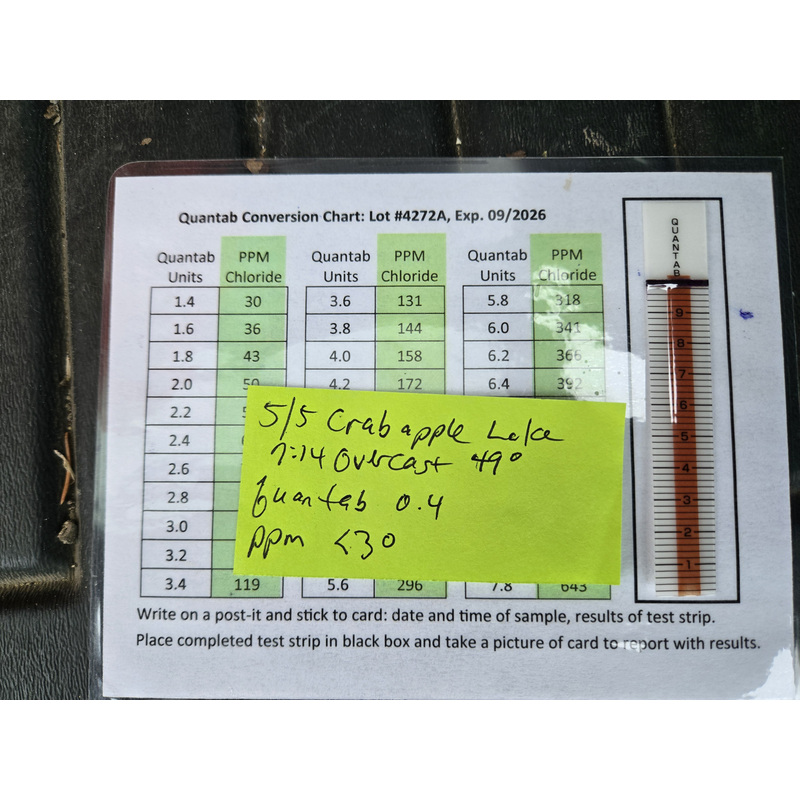 Quantab Conversion Chart: Lot #4272A, Exp. 09/2026
Quantab Units PPM Chloride Quantab Units PPM Chloride Quantab Units PPM Chloride
1.4 30 3.6 131 5.8 318
1.6 36 3.8 144 6.0 341
1.8 43 4.0 158 6.2 366
2.0 50 4.2 172 6.4 392
2.2
2.4
2.6
2.8
3.0
3.2
3.4 119 5.6 296 7.8 643
5/5 Crabapple Lake
7:14 Overcast 49°
Quantab 0.4
ppm <30
Write on a post-it and stick to card: date and time of sample, results of test strip.
Place completed test strip in black box and take a picture of card to report with results.
QUANTAB
9
8
7
6
5
4
3
2
1